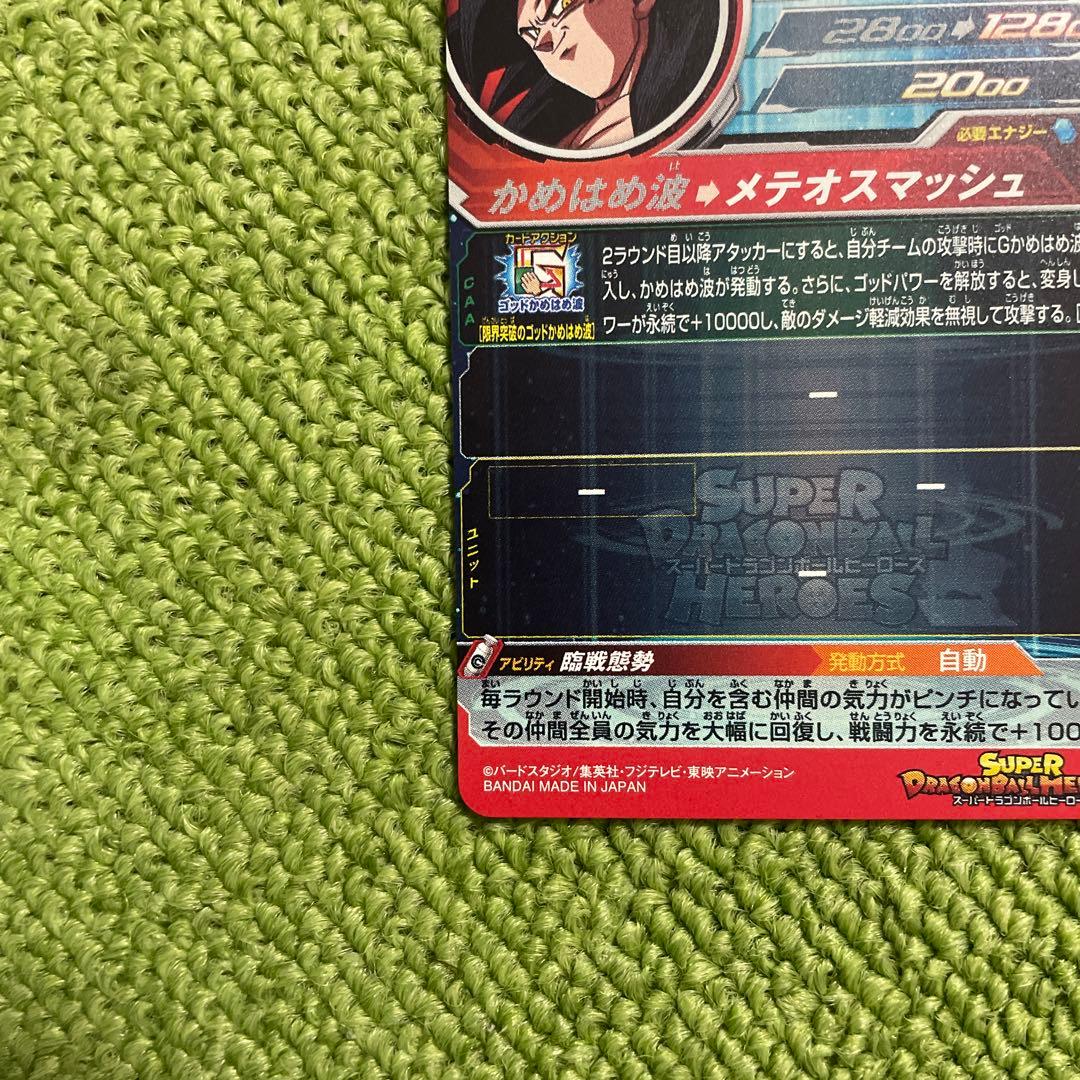 2800➡128
2000
必要エナジー
かめはめ波➡メテオスマッシュ
CAA
カードアクション
ゴッドかめはめ波
[限界突破のゴッドかめはめ波]
2ラウンド目以降アタッカーにすると、自分チームの攻撃時にGかめはめ波
入し、かめはめ波が発動する。さらに、ゴッドパワーを解放すると、変身し
ワーが永続で+10000し、敵のダメージ軽減効果を無視して攻撃する。[
ー
ユニット
ー ー
ー
SUPER
DRAGONBALL
スーパードラゴンボールヒーローズ
HEROES
アビリティ 臨戦態勢 発動方式 自動
毎ラウンド開始時、自分を含む仲間の気力がピンチになってい
その仲間全員の気力を大幅に回復し、戦闘力を永続で+100
©バードスタジオ/集英社・フジテレビ・東映アニメーション
BANDAI MADE IN JAPAN
SUPER
DRAGONBALL HE
スーパードラゴンボールヒーロー